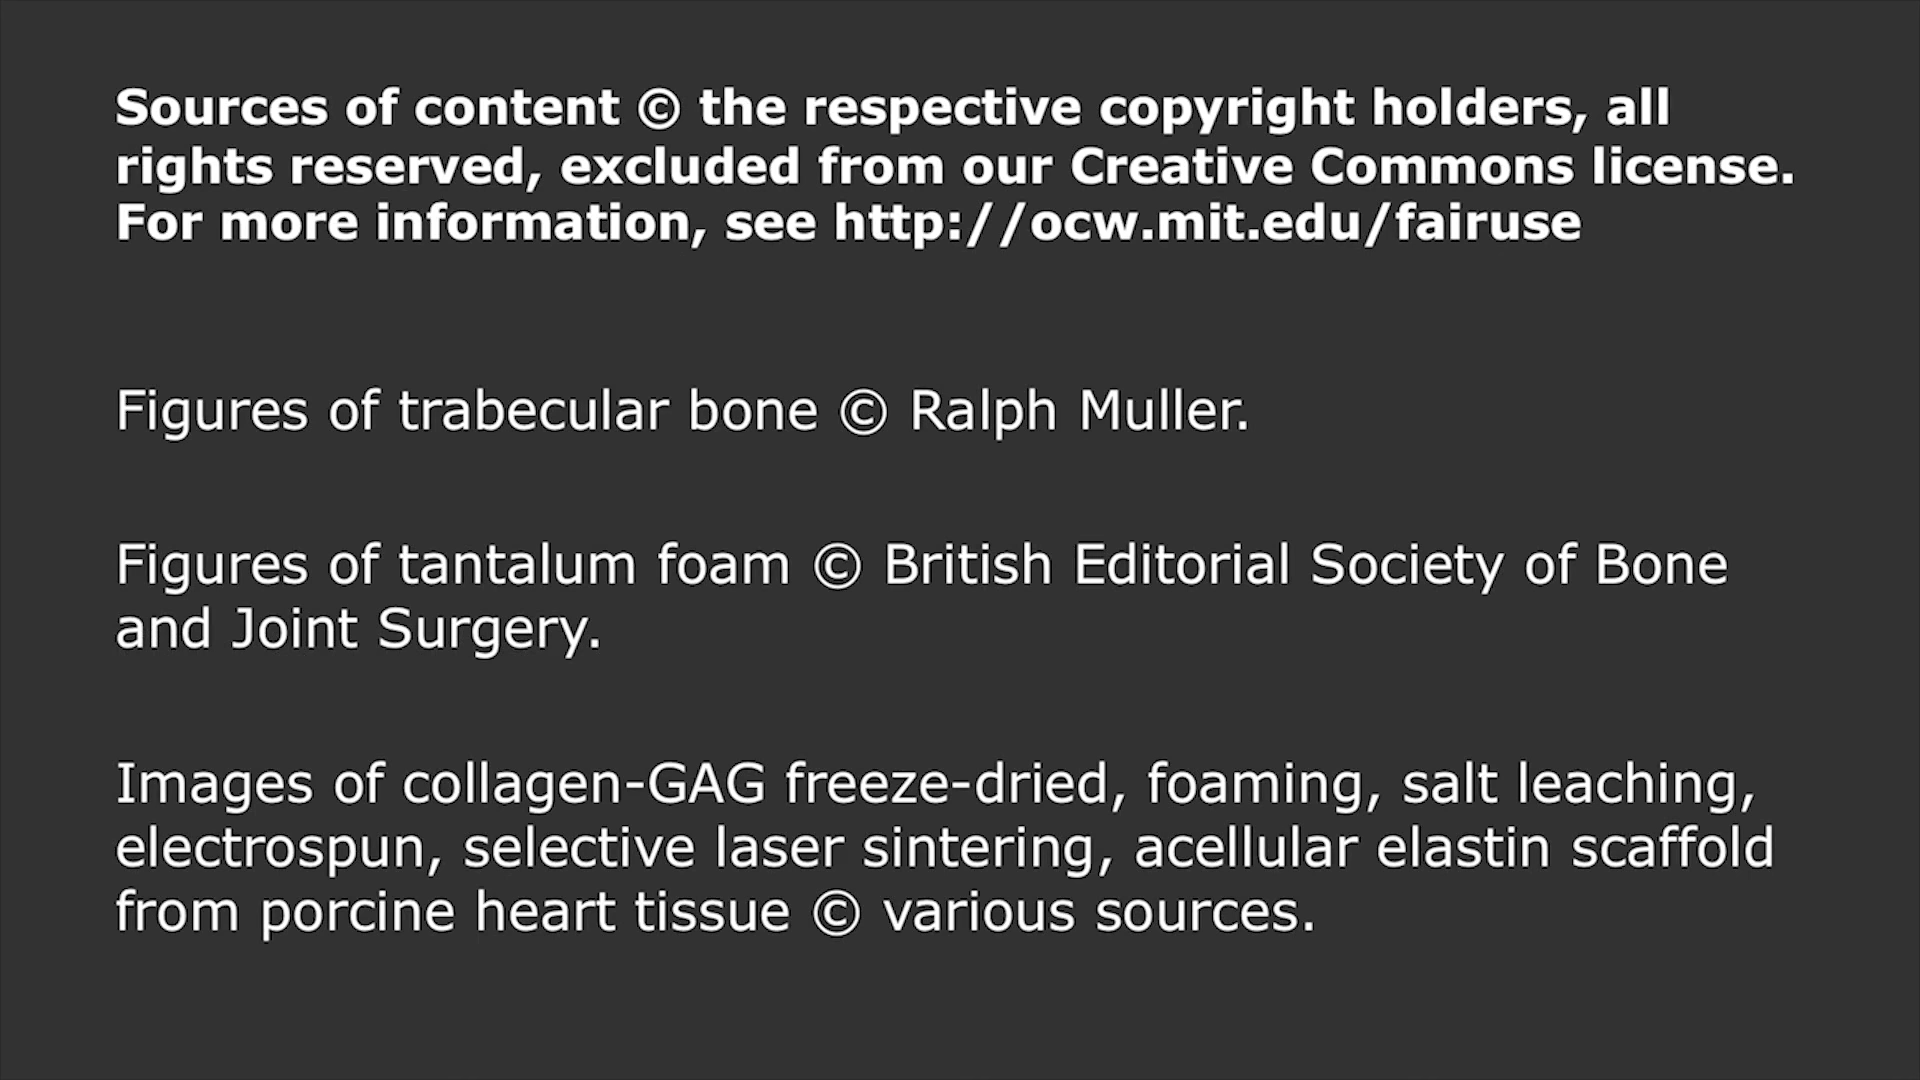 Sources of content © the respective copyright holders, all
rights reserved, excluded from our Creative Commons license.
For more information, see http://ocw.mit.edu/fairuse
Figures of trabecular bone © Ralph Muller.
Figures of tantalum foam © British Editorial Society of Bone
and Joint Surgery.
Images of collagen-GAG freeze-dried, foaming, salt leaching,
electrospun, selective laser sintering, acellular elastin scaffold
from porcine heart tissue © various sources.